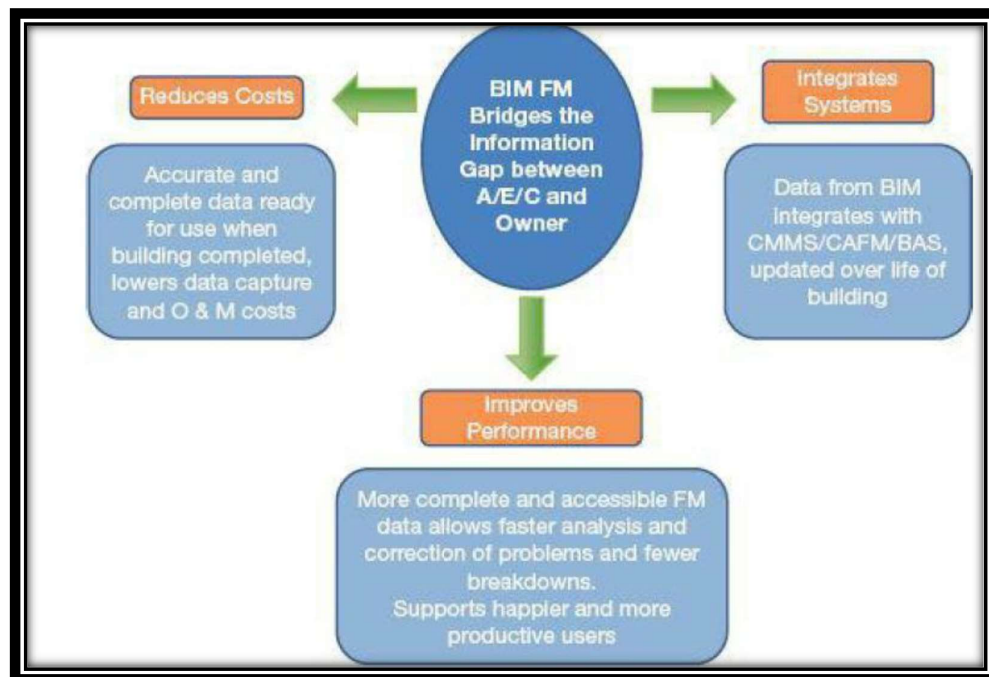 BIM FM
Bridges the
Information
Gap between
A/E/C and
Owner
Reduces Costs
Accurate and
complete data ready
for use when
building completed,
lowers data capture
and O & M costs
Integrates
Systems
Data from BIM
integrates with
CMMS/CAFM/BAS,
updated over life of
building
Improves
Performance
More complete and accessible FM
data allows faster analysis and
correction of problems and fewer
breakdowns.
Supports happier and more
productive users